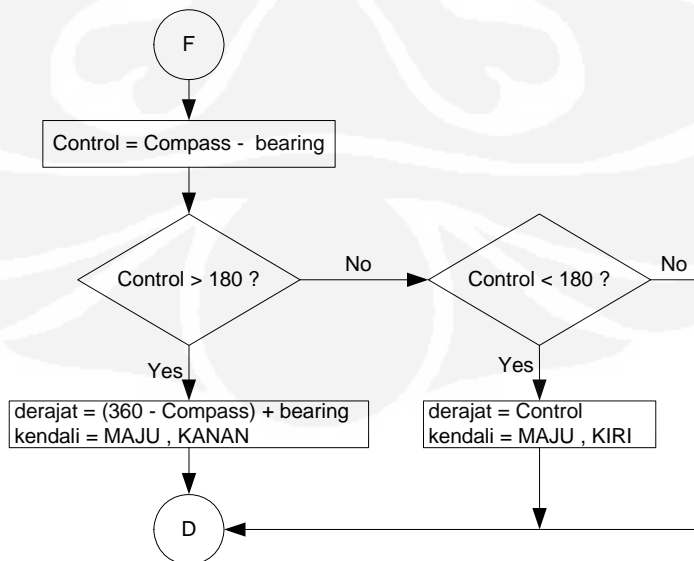 F
Control = Compass - bearing
Control > 180 ?
No
Control < 180 ?
No
Yes
Yes
derajat = (360 - Compass) + bearing
kendali = MAJU , KANAN
derajat = Control
kendali = MAJU , KIRI
D